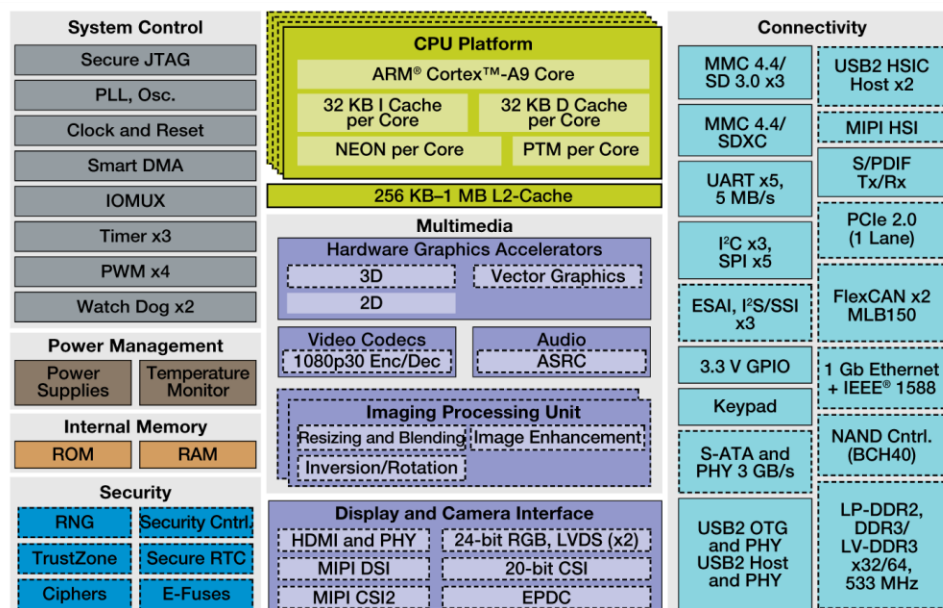 System Control
Secure JTAG
PLL, Osc.
Clock and Reset
Smart DMA
IOMUX
Timer x3
PWM x4
Watch Dog x2
Power Management
Power
Supplies
Temperature
Monitor
Internal Memory
ROM
RAM
Security
RNG
Security Cntrl.
TrustZone
Secure RTC
Ciphers
E-Fuses
CPU Platform
ARM® Cortex™-A9 Core
32 KB I Cache
per Core
32 KB D Cache
per Core
NEON per Core
PTM per Core
256 KB–1 MB L2-Cache
Multimedia
Hardware Graphics Accelerators
3D
Vector Graphics
2D
Video Codecs
1080p30 Enc/Dec
Audio
ASRC
Imaging Processing Unit
Resizing and Blending
Image Enhancement
Inversion/Rotation
Display and Camera Interface
HDMI and PHY
24-bit RGB, LVDS (x2)
MIPI DSI
20-bit CSI
MIPI CSI2
EPDC
Connectivity
MMC 4.4/
SD 3.0 x3
MMC 4.4/
SDXC
UART x5,
5 MB/s
I²C x3,
SPI x5
ESAI, I²S/SSI
x3
3.3 V GPIO
Keypad
S-ATA and
PHY 3 GB/s
USB2 OTG
and PHY
USB2 Host
and PHY
USB2 HSIC
Host x2
MIPI HSI
S/PDIF
Tx/Rx
PCIe 2.0
(1 Lane)
FlexCAN x2
MLB150
1 Gb Ethernet
+ IEEE® 1588
NAND Cntrl.
(BCH40)
LP-DDR2,
DDR3/
LV-DDR3
x32/64,
533 MHz